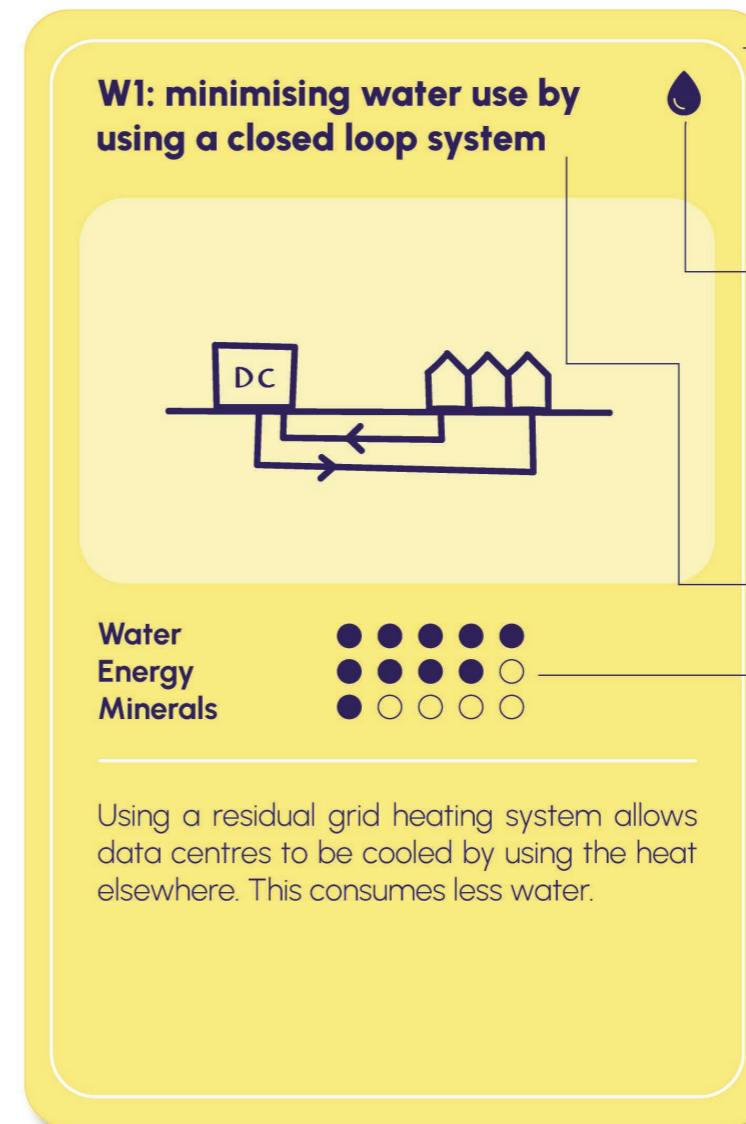 W1: minimising water use by
using a closed loop system
DC
Water
Energy
Minerals
Using a residual grid heating system allows
data centres to be cooled by using the heat
elsewhere. This consumes less water.